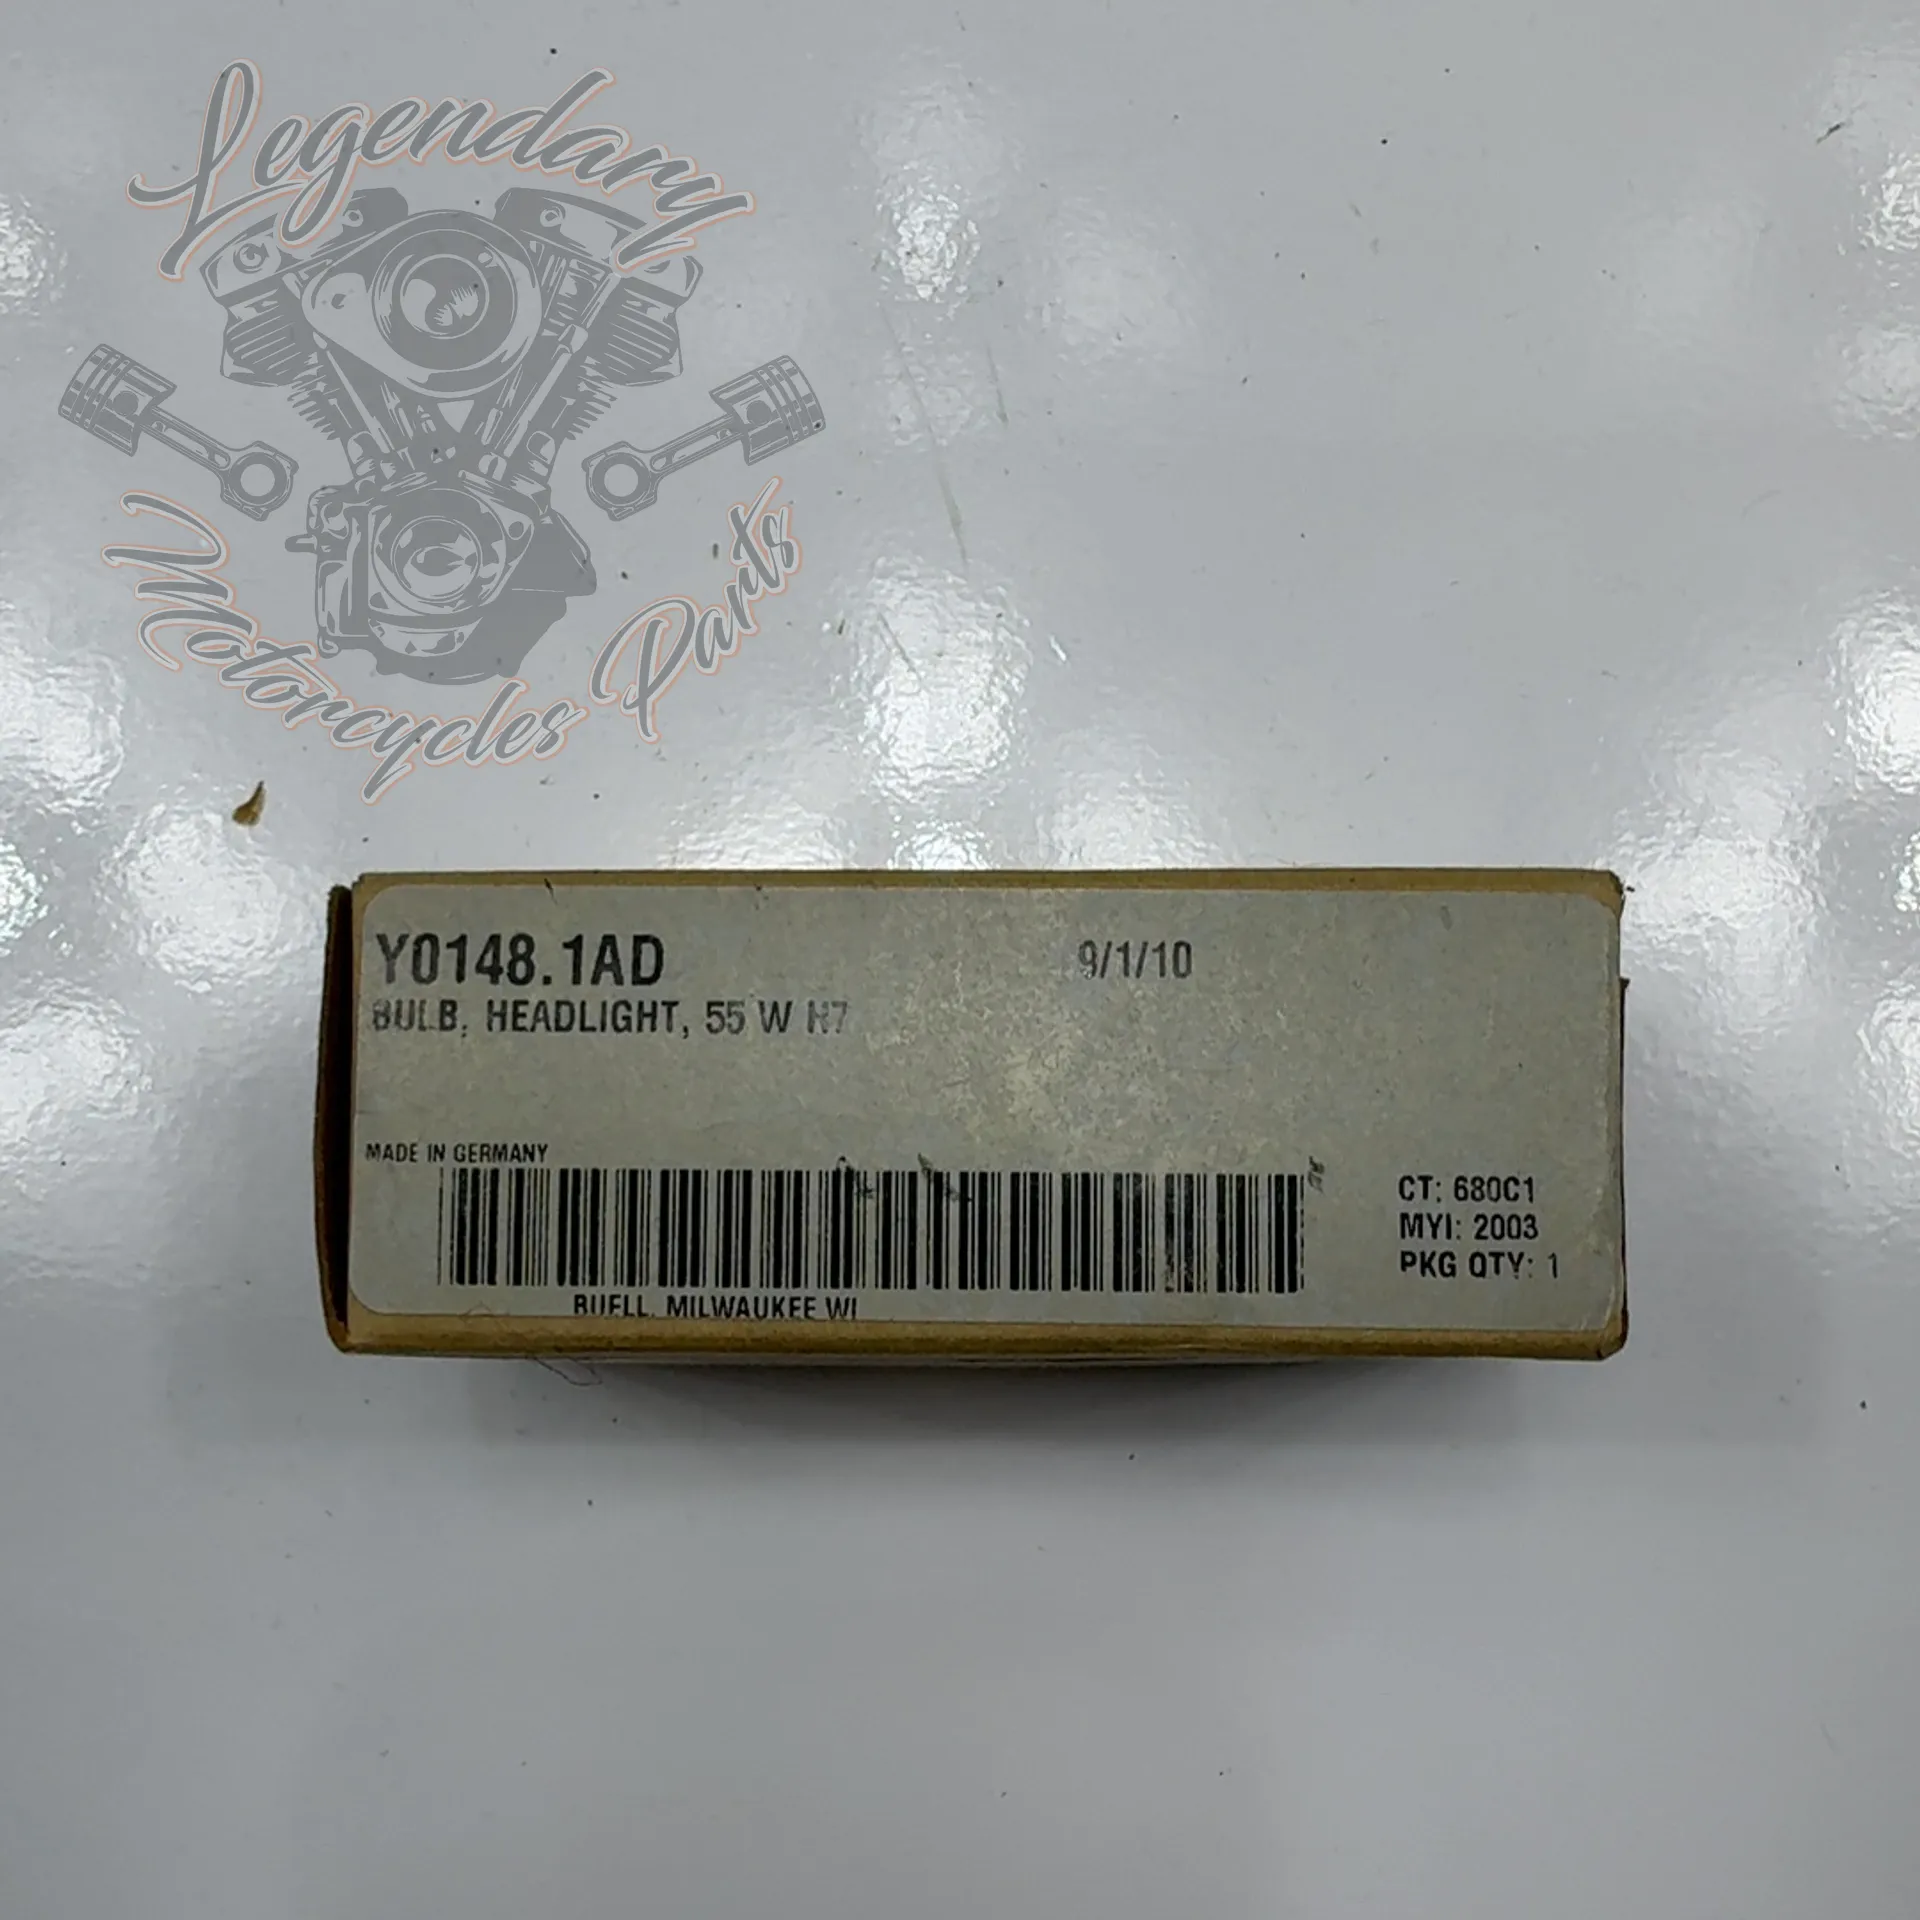 Legendary
Motorcycles Parts
Y0148.1AD 9/1/10
BULB, HEADLIGHT, 55 W H7
MADE IN GERMANY
CT: 680C1
MYI: 2003
PKG QTY: 1
BUELL, MILWAUKEE WI